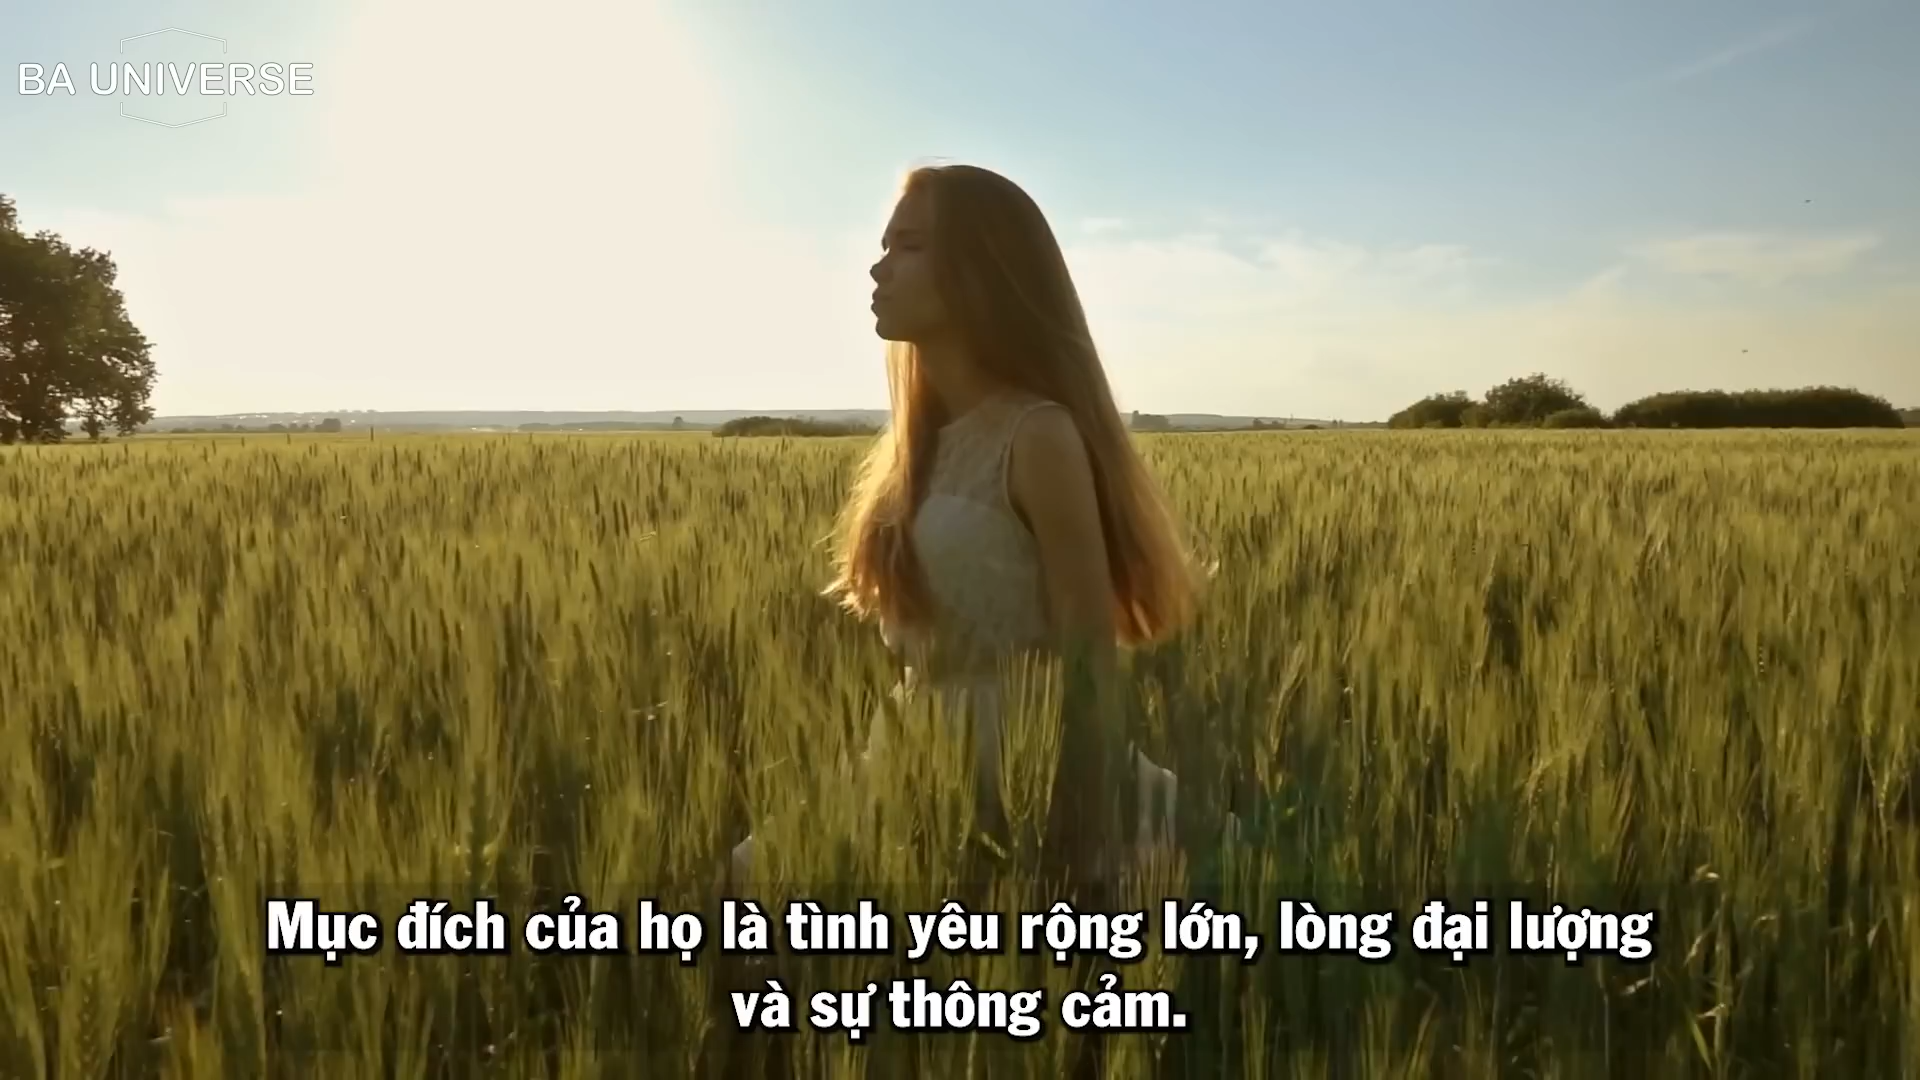 BA UNIVERSE
Mục đích của họ là tình yêu rộng lớn, lòng đại lượng
và sự thông cảm.